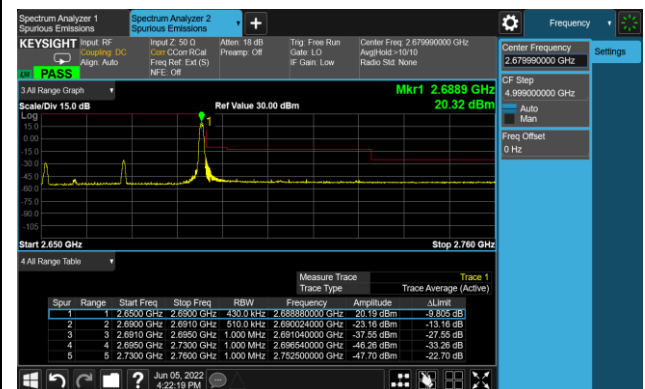 Spectrum Analyzer 1
Spurious Emissions
Spectrum Analyzer 2
Spurious Emissions
Frequency
KEYSIGHT
Input: RF
Coupling: DC
Align: Auto
Input Z: 50 Ω
Corr CCorr RCal
Freq Ref: Ext (S)
NFE: Off
Atten: 18 dB
Preamp: Off
Trig: Free Run
Gate: LO
IF Gain: Low
Center Freq: 2.679990000 GHz
Avg|Hold:>10/10
Radio Std: None
PASS
Center Frequency
2.679990000 GHz
Settings
CF Step
4.999000000 GHz
Auto
Man
Freq Offset
0 Hz
3 All Range Graph
Mkr1 2.6889 GHz
Scale/Div 15.0 dB
Ref Value 30.00 dBm
20.32 dBm
Log
15.0
0.00
-15.0
-30.0
-45.0
-60.0
-75.0
-90.0
-105
1
Start 2.650 GHz
Stop 2.760 GHz
4 All Range Table
Measure Trace Trace 1
Trace Type Trace Average (Active)
Spur Range Start Freq Stop Freq RBW Frequency Amplitude ΔLimit
1 1 2.6500 GHz 2.6900 GHz 430.0 kHz 2.688880000 GHz 20.19 dBm -9.805 dB
2 2 2.6900 GHz 2.6910 GHz 510.0 kHz 2.690024000 GHz -23.16 dBm -13.16 dB
3 3 2.6910 GHz 2.6950 GHz 1.000 MHz 2.691040000 GHz -37.55 dBm -27.55 dB
4 4 2.6950 GHz 2.7300 GHz 1.000 MHz 2.696540000 GHz -46.26 dBm -33.26 dB
5 5 2.7300 GHz 2.7600 GHz 1.000 MHz 2.752500000 GHz -47.70 dBm -22.70 dB
Jun 05, 2022
4:22:19 PM